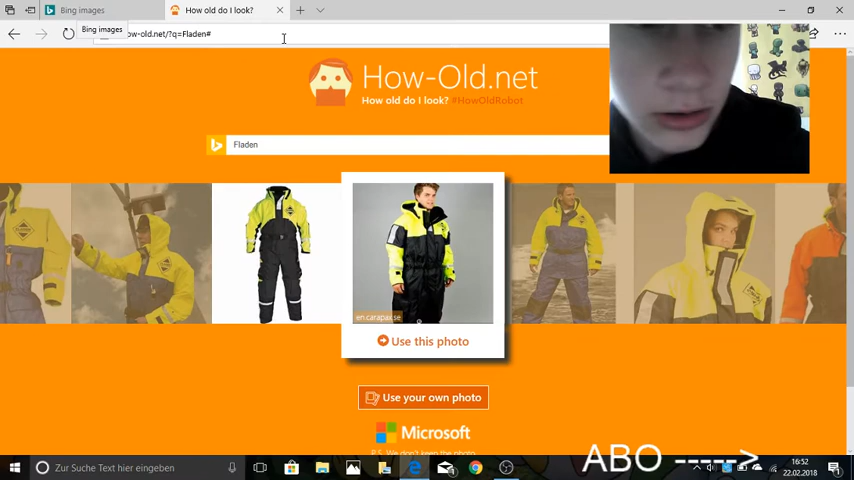 Bing images
How old do I look?
Bing images
ow-old.net/?q=Fladen#
How-Old.net
How old do I look? #HowOldRobot
Fladen
en.carapax.se
Use this photo
Use your own photo
Microsoft
P.S. We don't keep the photo
ABO ----->
Zur Suche Text hier eingeben
16:52
22.02.2018